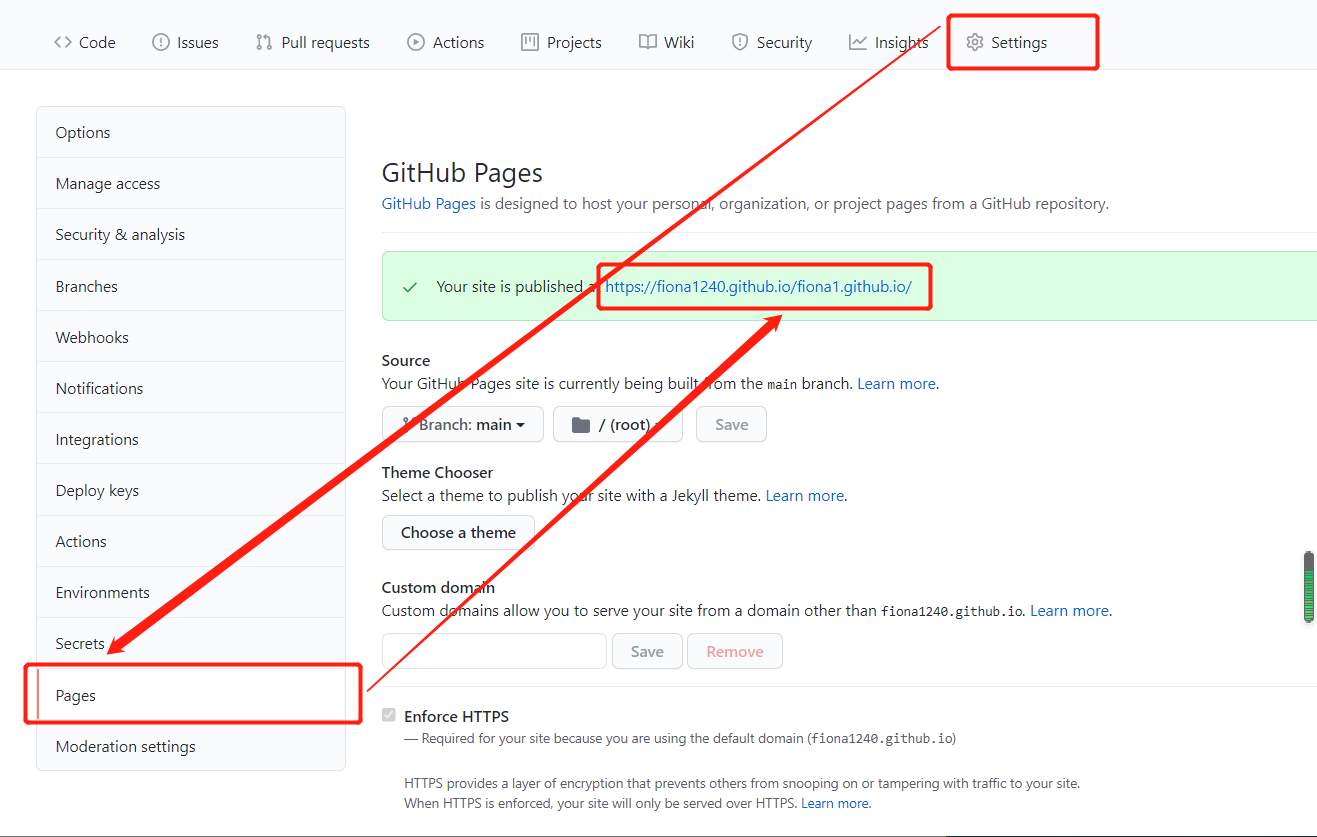 Code Issues Pull requests Actions Projects Wiki Security Insights Settings
Options
Manage access
Security & analysis
Branches
Webhooks
Notifications
Integrations
Deploy keys
Actions
Environments
Secrets
Pages
Moderation settings
GitHub Pages
GitHub Pages is designed to host your personal, organization, or project pages from a GitHub repository.
Your site is published a https://fiona1240.github.io/fiona1.github.io/
Source
Your GitHub Pages site is currently being built from the main branch. Learn more.
Branch: main / (root) Save
Theme Chooser
Select a theme to publish your site with a Jekyll theme. Learn more.
Choose a theme
Custom domain
Custom domains allow you to serve your site from a domain other than fiona1240.github.io. Learn more.
Save Remove
Enforce HTTPS
— Required for your site because you are using the default domain (fiona1240.github.io)
HTTPS provides a layer of encryption that prevents others from snooping on or tampering with traffic to your site.
When HTTPS is enforced, your site will only be served over HTTPS. Learn more.